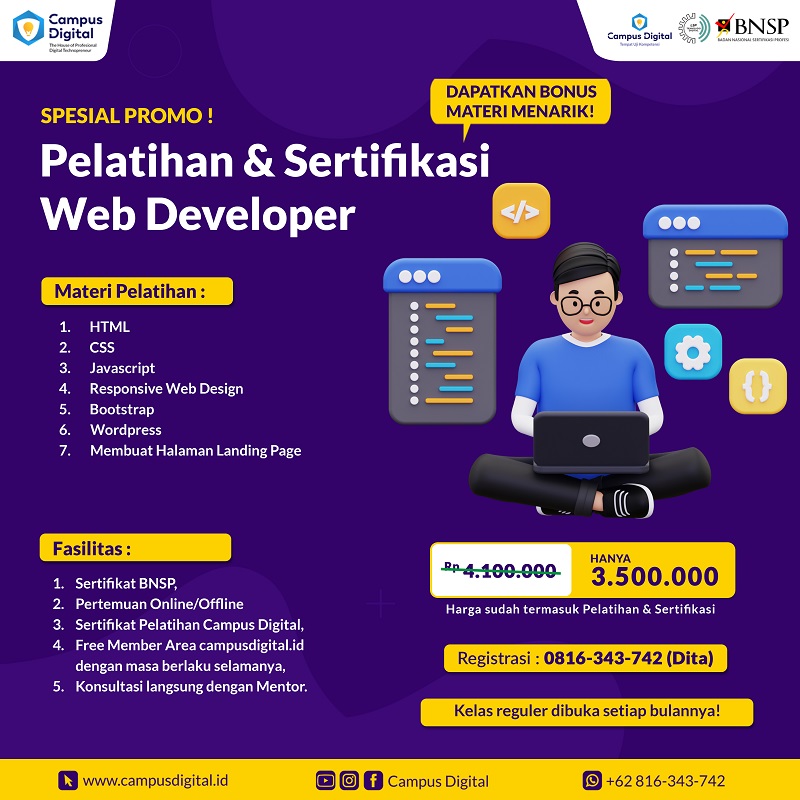 Campus
Digital
The House of Profesional
Digital Technopreneur
Campus Digital
Tempat Uji Kompetensi
BNSP
BADAN NASIONAL SERTIFIKASI PROFESI
DAPATKAN BONUS
MATERI MENARIK!
SPESIAL PROMO !
Pelatihan & Sertifikasi
Web Developer
</>
Materi Pelatihan :
1. HTML
2. CSS
3. Javascript
4. Responsive Web Design
5. Bootstrap
6. Wordpress
7. Membuat Halaman Landing Page
{}
Fasilitas :
1. Sertifikat BNSP,
2. Pertemuan Online/Offline
3. Sertifikat Pelatihan Campus Digital,
4. Free Member Area campusdigital.id
dengan masa berlaku selamanya,
5. Konsultasi langsung dengan Mentor.
Rp 4.100.000
HANYA
3.500.000
Harga sudah termasuk Pelatihan & Sertifikasi
Registrasi : 0816-343-742 (Dita)
Kelas reguler dibuka setiap bulannya!
www.campusdigital.id
Campus Digital
+62 816-343-742